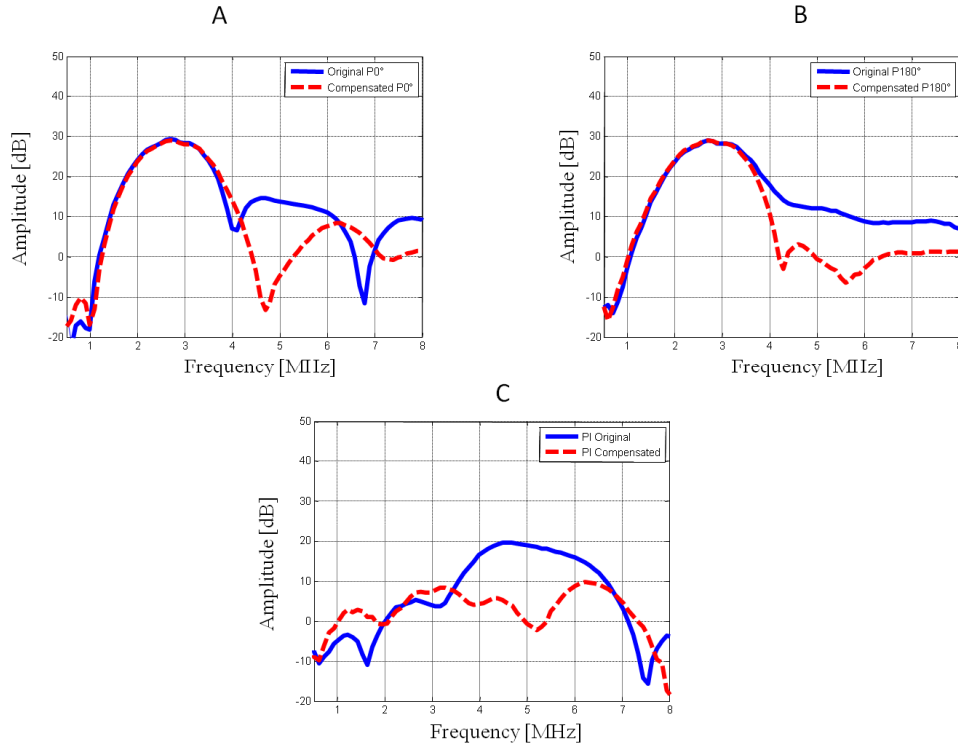 A
50
40
30
20
10
0
-10
-20
Amplitude [dB]
Original P0°
Compensated P0°
1 2 3 4 5 6 7 8
Frequency [MHz]
B
50
40
30
20
10
0
-10
-20
Amplitude [dB]
Original P180°
Compensated P180°
1 2 3 4 5 6 7 8
Frequency [MHz]
C
50
40
30
20
10
0
-10
-20
Amplitude [dB]
PI Original
PI Compensated
1 2 3 4 5 6 7 8
Frequency [MHz]